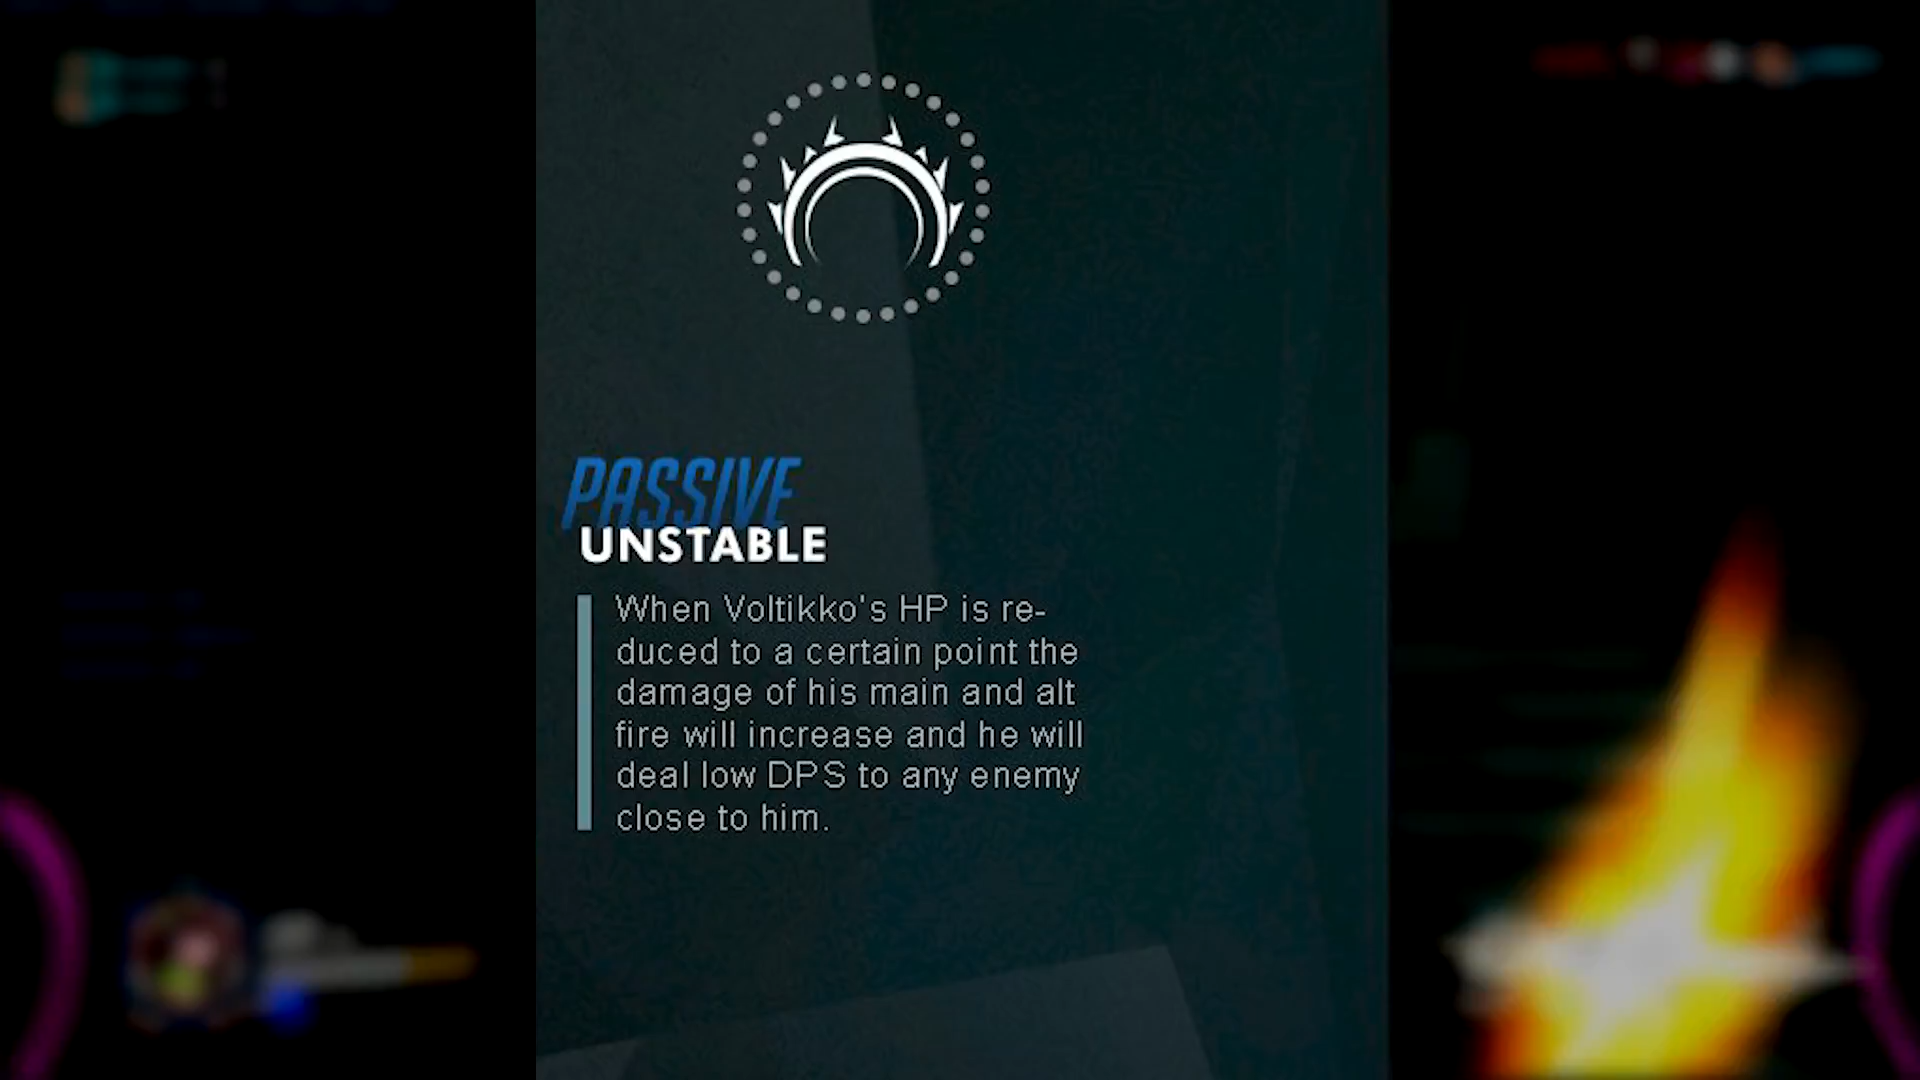 PASSIVE
UNSTABLE
When Voltikko's HP is re-
duced to a certain point the
damage of his main and alt
fire will increase and he will
deal low DPS to any enemy
close to him.